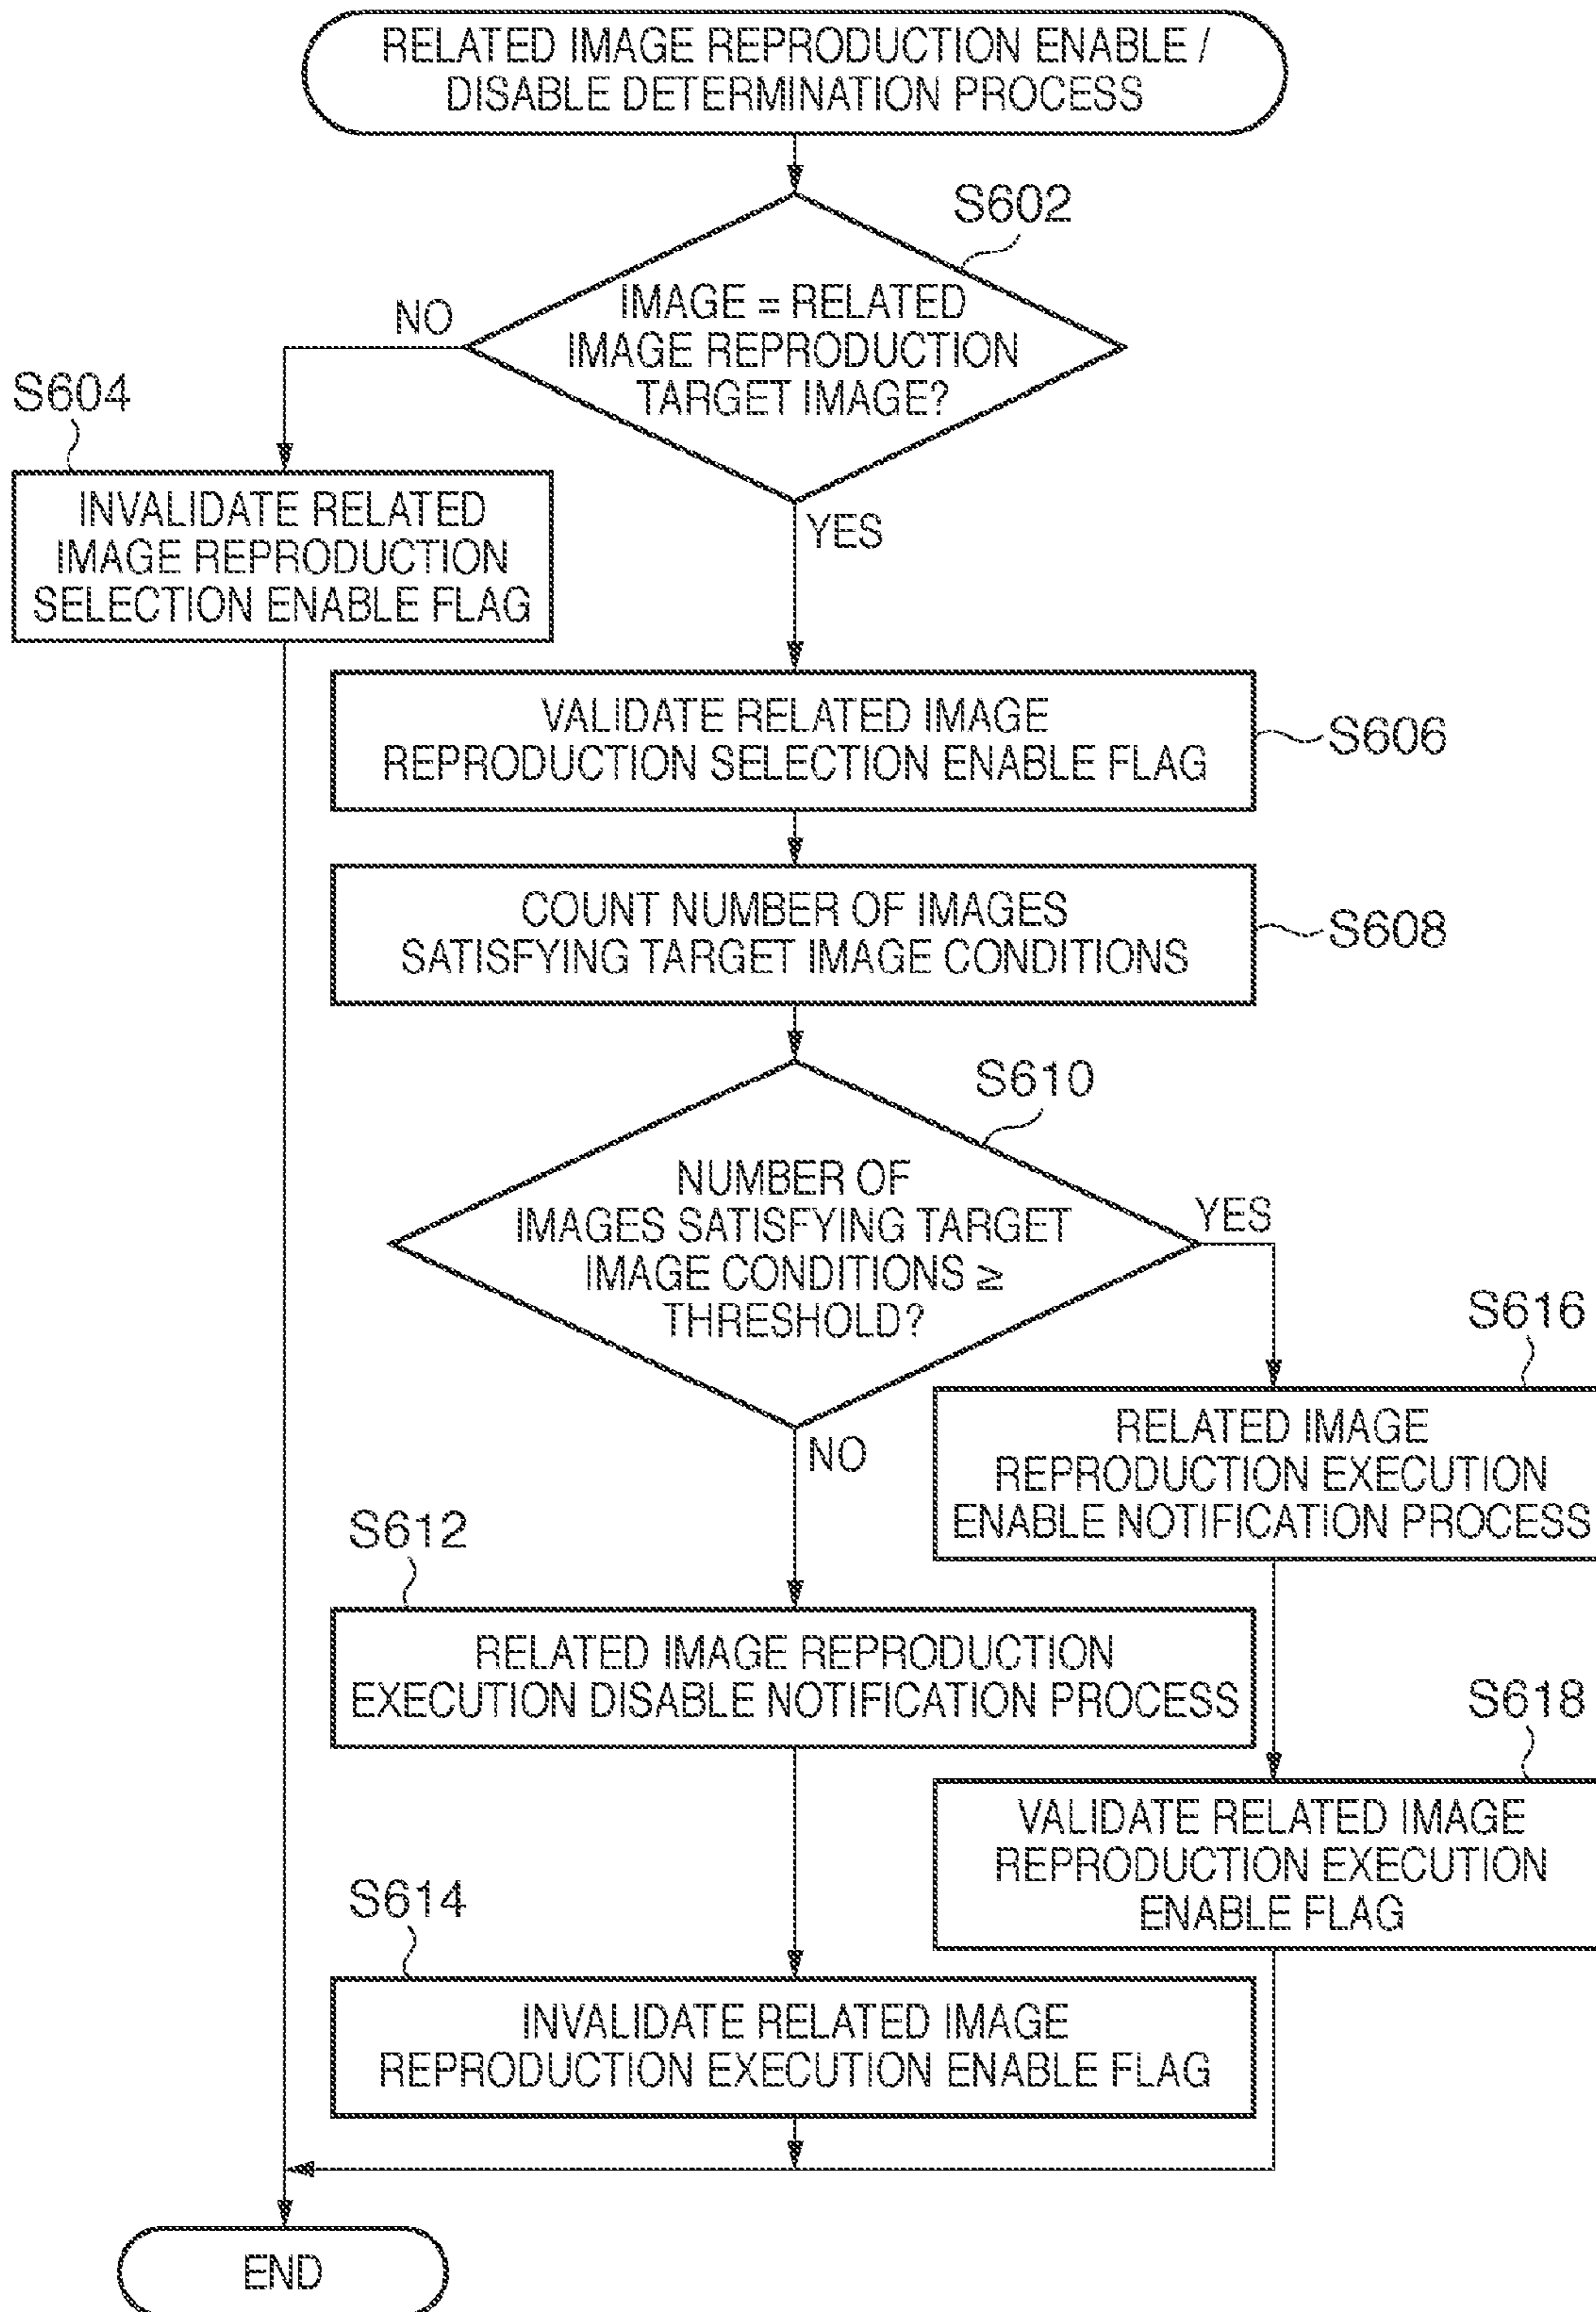 RELATED IMAGE REPRODUCTION ENABLE /
DISABLE DETERMINATION PROCESS
S602
IMAGE = RELATED
IMAGE REPRODUCTION
TARGET IMAGE?
NO
YES
S604
INVALIDATE RELATED
IMAGE REPRODUCTION
SELECTION ENABLE FLAG
VALIDATE RELATED IMAGE
REPRODUCTION SELECTION ENABLE FLAG
S606
COUNT NUMBER OF IMAGES
SATISFYING TARGET IMAGE CONDITIONS
S608
S610
NUMBER OF
IMAGES SATISFYING TARGET
IMAGE CONDITIONS ≥
THRESHOLD?
YES
NO
S616
RELATED IMAGE
REPRODUCTION EXECUTION
ENABLE NOTIFICATION PROCESS
S612
RELATED IMAGE REPRODUCTION
EXECUTION DISABLE NOTIFICATION PROCESS
S618
VALIDATE RELATED IMAGE
REPRODUCTION EXECUTION
ENABLE FLAG
S614
INVALIDATE RELATED IMAGE
REPRODUCTION EXECUTION ENABLE FLAG
END